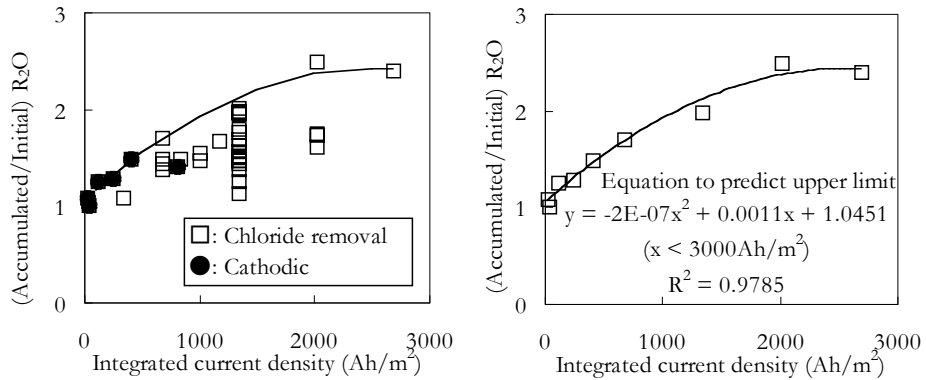 (Accumulated/Initial) R₂O
3
2
1
0
□: Chloride removal
●: Cathodic
0 1000 2000 3000
Integrated current density (Ah/m²)
(Accumulated/Initial) R₂O
3
2
1
0
Equation to predict upper limit
y = -2E-07x² + 0.0011x + 1.0451
(x < 3000Ah/m²)
R² = 0.9785
0 1000 2000 3000
Integrated current density (Ah/m²)